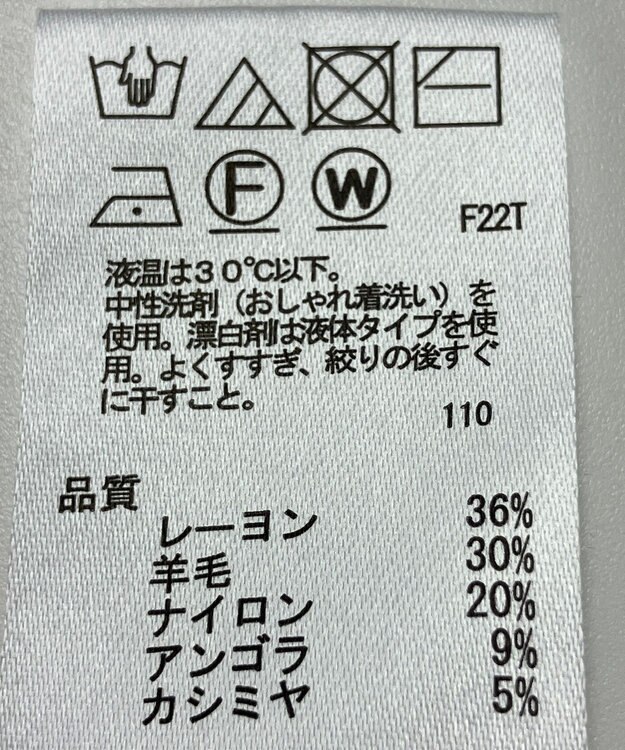 F
W
F22T
液温は30℃以下。
中性洗剤（おしゃれ着洗い）を
使用。漂白剤は液体タイプを使
用。よくすすぎ、絞りの後すぐ
に干すこと。
110
品質
レーヨン 36%
羊毛 30%
ナイロン 20%
アンゴラ 9%
カシミヤ 5%